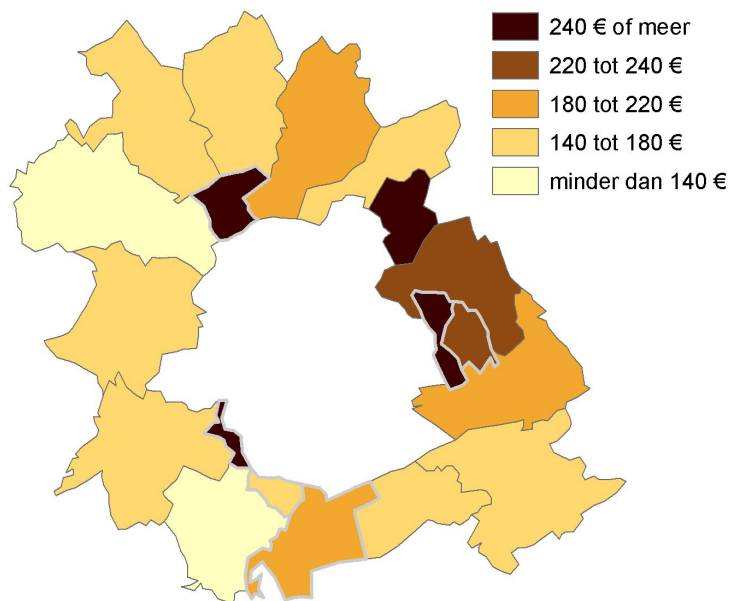 240 € of meer
220 tot 240 €
180 tot 220 €
140 tot 180 €
minder dan 140 €